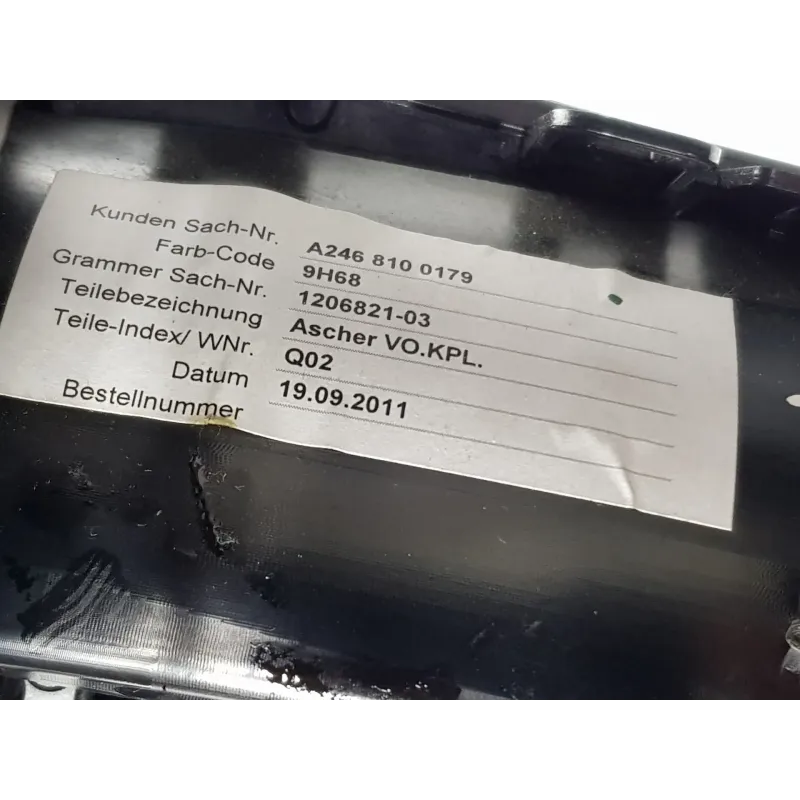 Kunden Sach-Nr. A246 810 0179
Farb-Code 9H68
Grammer Sach-Nr. 1206821-03
Teilebezeichnung Ascher VO.KPL.
Teile-Index/ WNr. Q02
Datum 19.09.2011
Bestellnummer